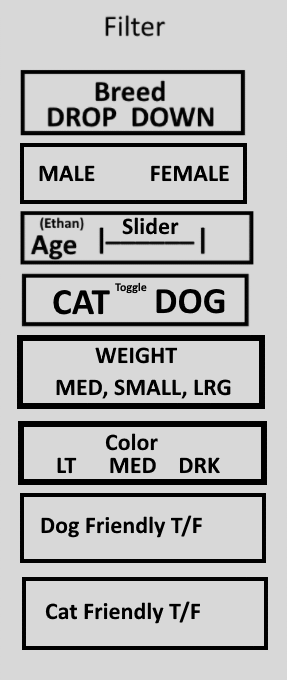 Filter
Breed
DROP DOWN
MALE FEMALE
(Ethan) Slider
Age
CAT Toggle DOG
WEIGHT
MED, SMALL, LRG
Color
LT MED DRK
Dog Friendly T/F
Cat Friendly T/F